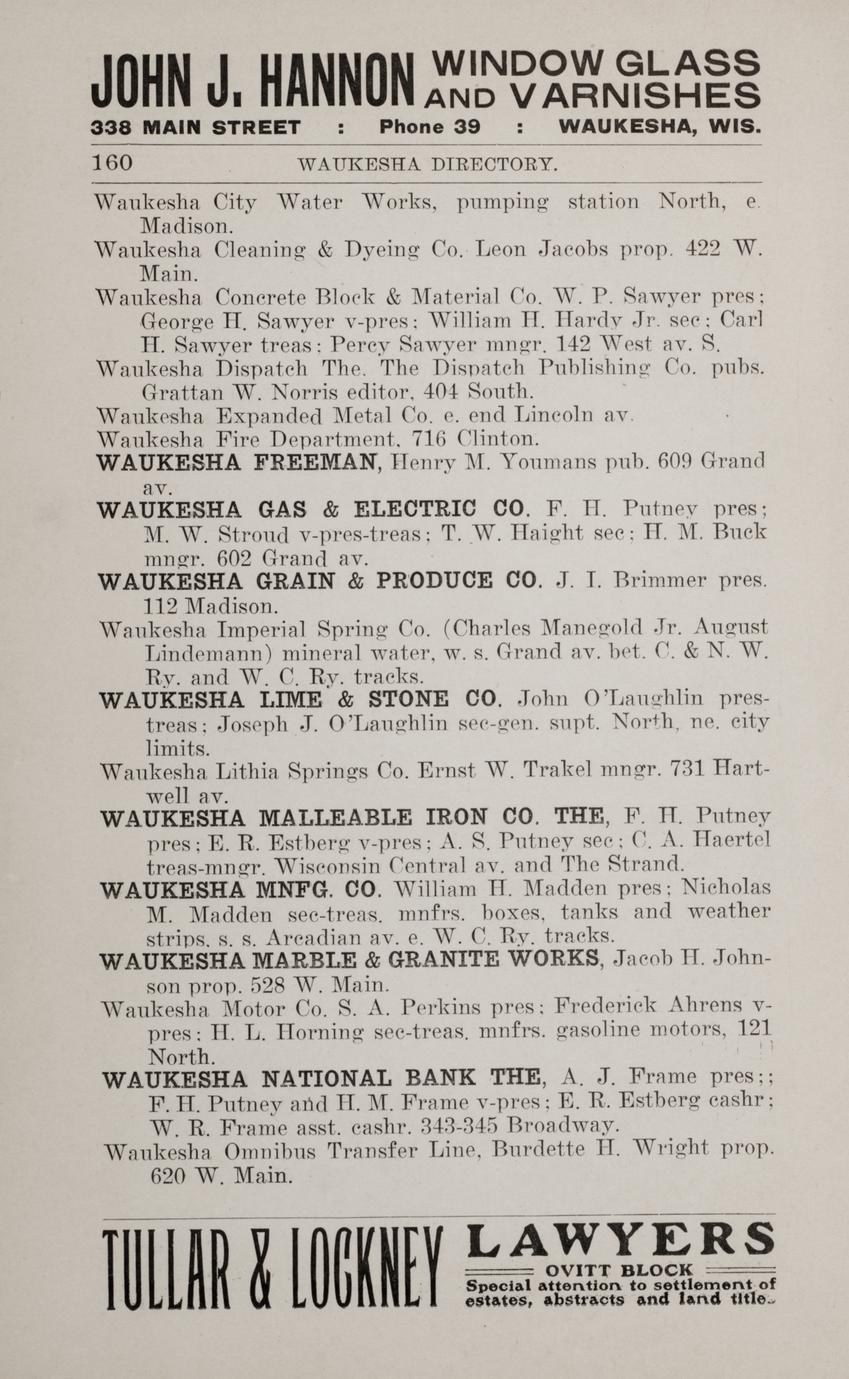 JOHN J. HANNON WINDOW GLASS
AND VARNISHES
338 MAIN STREET : Phone 39 : WAUKESHA, WIS.
160 WAUKESHA DIRECTORY.
Waukesha City Water Works, pumping station North, e.
Madison.
Waukesha Cleaning & Dyeing Co. Leon Jacobs prop. 422 W.
Main.
Waukesha Concrete Block & Material Co. W. P. Sawyer pres;
George H. Sawyer v-pres; William H. Hardy Jr. sec; Carl
H. Sawyer treas; Percy Sawyer mngr. 142 West av. S.
Waukesha Dispatch The. The Dispatch Publishing Co. pubs.
Grattan W. Norris editor, 404 South.
Waukesha Expanded Metal Co. e. end Lincoln av.
Waukesha Fire Department, 716 Clinton.
WAUKESHA FREEMAN, Henry M. Youmans pub. 609 Grand
av.
WAUKESHA GAS & ELECTRIC CO. F. H. Putney pres;
M. W. Stroud v-pres-treas; T. W. Haight sec; H. M. Buck
mngr. 602 Grand av.
WAUKESHA GRAIN & PRODUCE CO. J. I. Brimmer pres.
112 Madison.
Waukesha Imperial Spring Co. (Charles Manegold Jr. August
Lindemann) mineral water, w. s. Grand av. bet. C. & N. W.
Ry. and W. C. Ry. tracks.
WAUKESHA LIME & STONE CO. John O'Laughlin pres-
treas; Joseph J. O'Laughlin sec-gen. supt. North, ne. city
limits.
Waukesha Lithia Springs Co. Ernst W. Trakel mngr. 731 Hart-
well av.
WAUKESHA MALLEABLE IRON CO. THE, F. H. Putney
pres; E. R. Estberg v-pres; A. S. Putney sec; C. A. Haertel
treas-mngr. Wisconsin Central av. and The Strand.
WAUKESHA MNFG. CO. William H. Madden pres; Nicholas
M. Madden sec-treas. mnfrs. boxes, tanks and weather
strips. s. s. Arcadian av. e. W. C. Ry. tracks.
WAUKESHA MARBLE & GRANITE WORKS, Jacob H. John-
son prop. 528 W. Main.
Waukesha Motor Co. S. A. Perkins pres; Frederick Ahrens v-
pres; H. L. Horning sec-treas. mnfrs. gasoline motors, 121
North.
WAUKESHA NATIONAL BANK THE, A. J. Frame pres;;
F. H. Putney and H. M. Frame v-pres; E. R. Estberg cashr;
W. R. Frame asst. cashr. 343-345 Broadway.
Waukesha Omnibus Transfer Line, Burdette H. Wright prop.
620 W. Main.
TULLAR & LOCKNEY LAWYERS
OVITT BLOCK
Special attention to settlement of
estates, abstracts and land title.